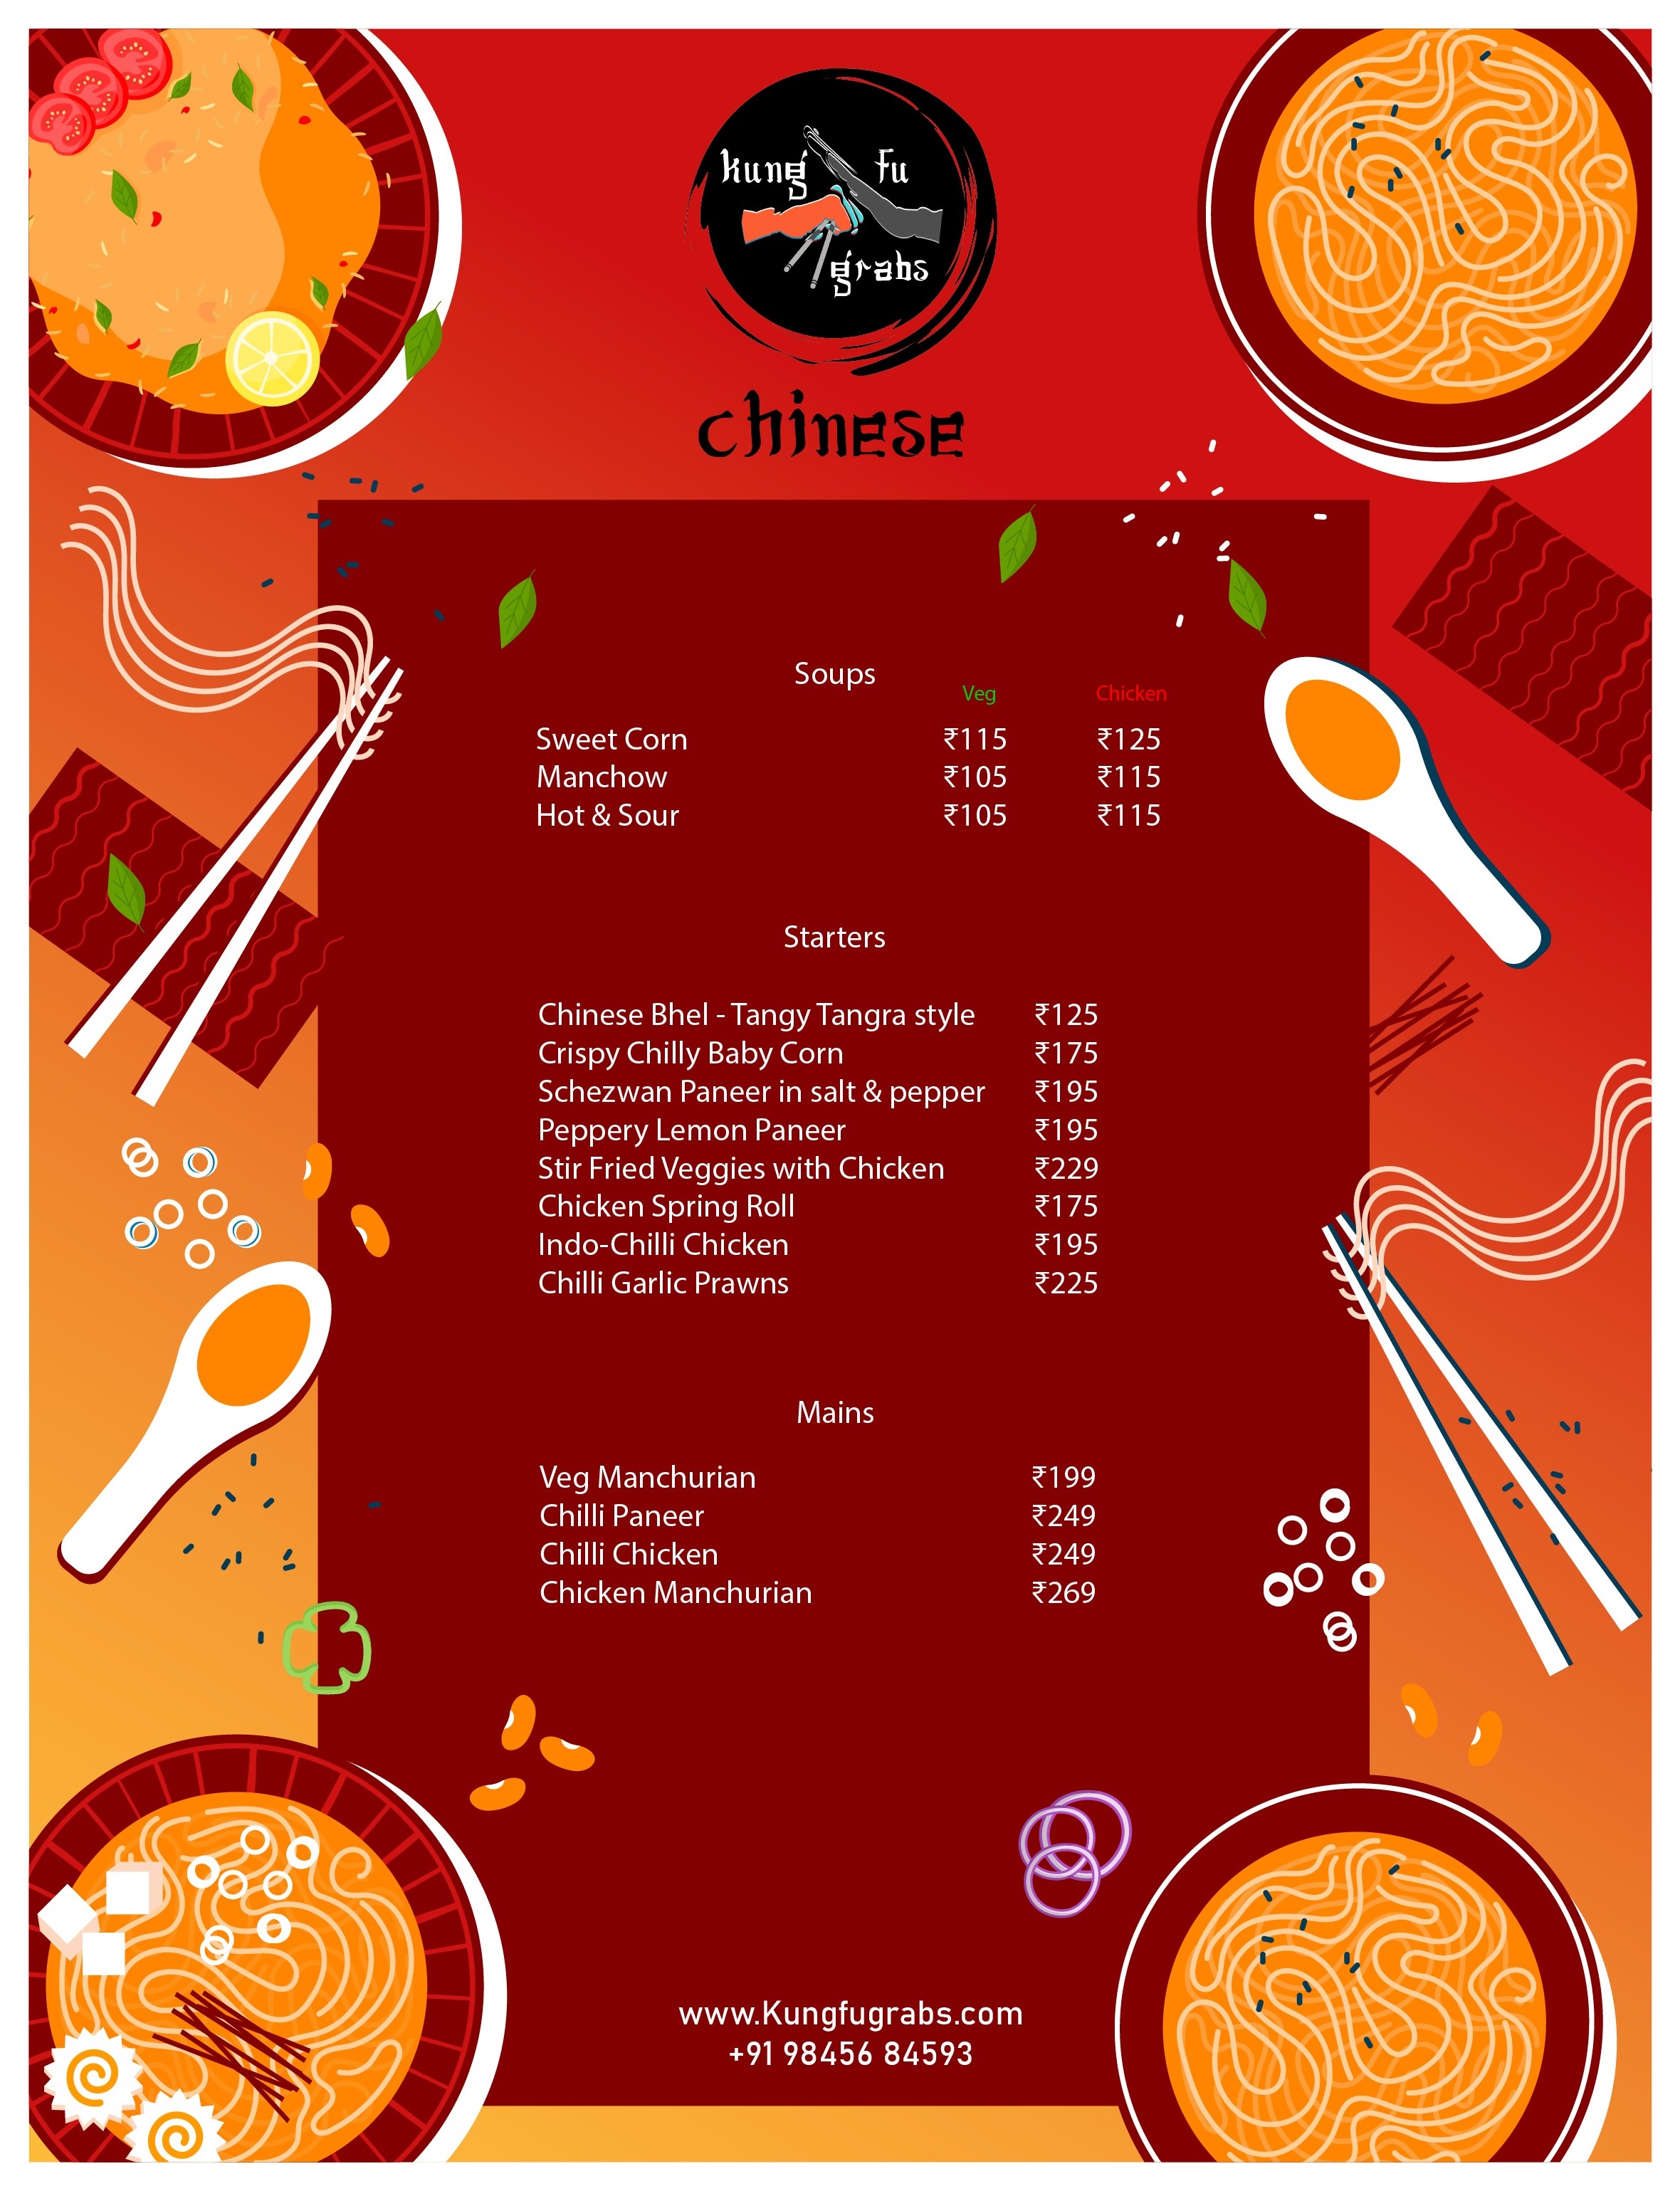 kung fu
grabs
chinese
Soups
Veg Chicken
Sweet Corn ₹115 ₹125
Manchow ₹105 ₹115
Hot & Sour ₹105 ₹115
Starters
Chinese Bhel - Tangy Tangra style ₹125
Crispy Chilly Baby Corn ₹175
Schezwan Paneer in salt & pepper ₹195
Peppery Lemon Paneer ₹195
Stir Fried Veggies with Chicken ₹229
Chicken Spring Roll ₹175
Indo-Chilli Chicken ₹195
Chilli Garlic Prawns ₹225
Mains
Veg Manchurian ₹199
Chilli Paneer ₹249
Chilli Chicken ₹249
Chicken Manchurian ₹269
www.Kungfugrabs.com
+91 98456 84593